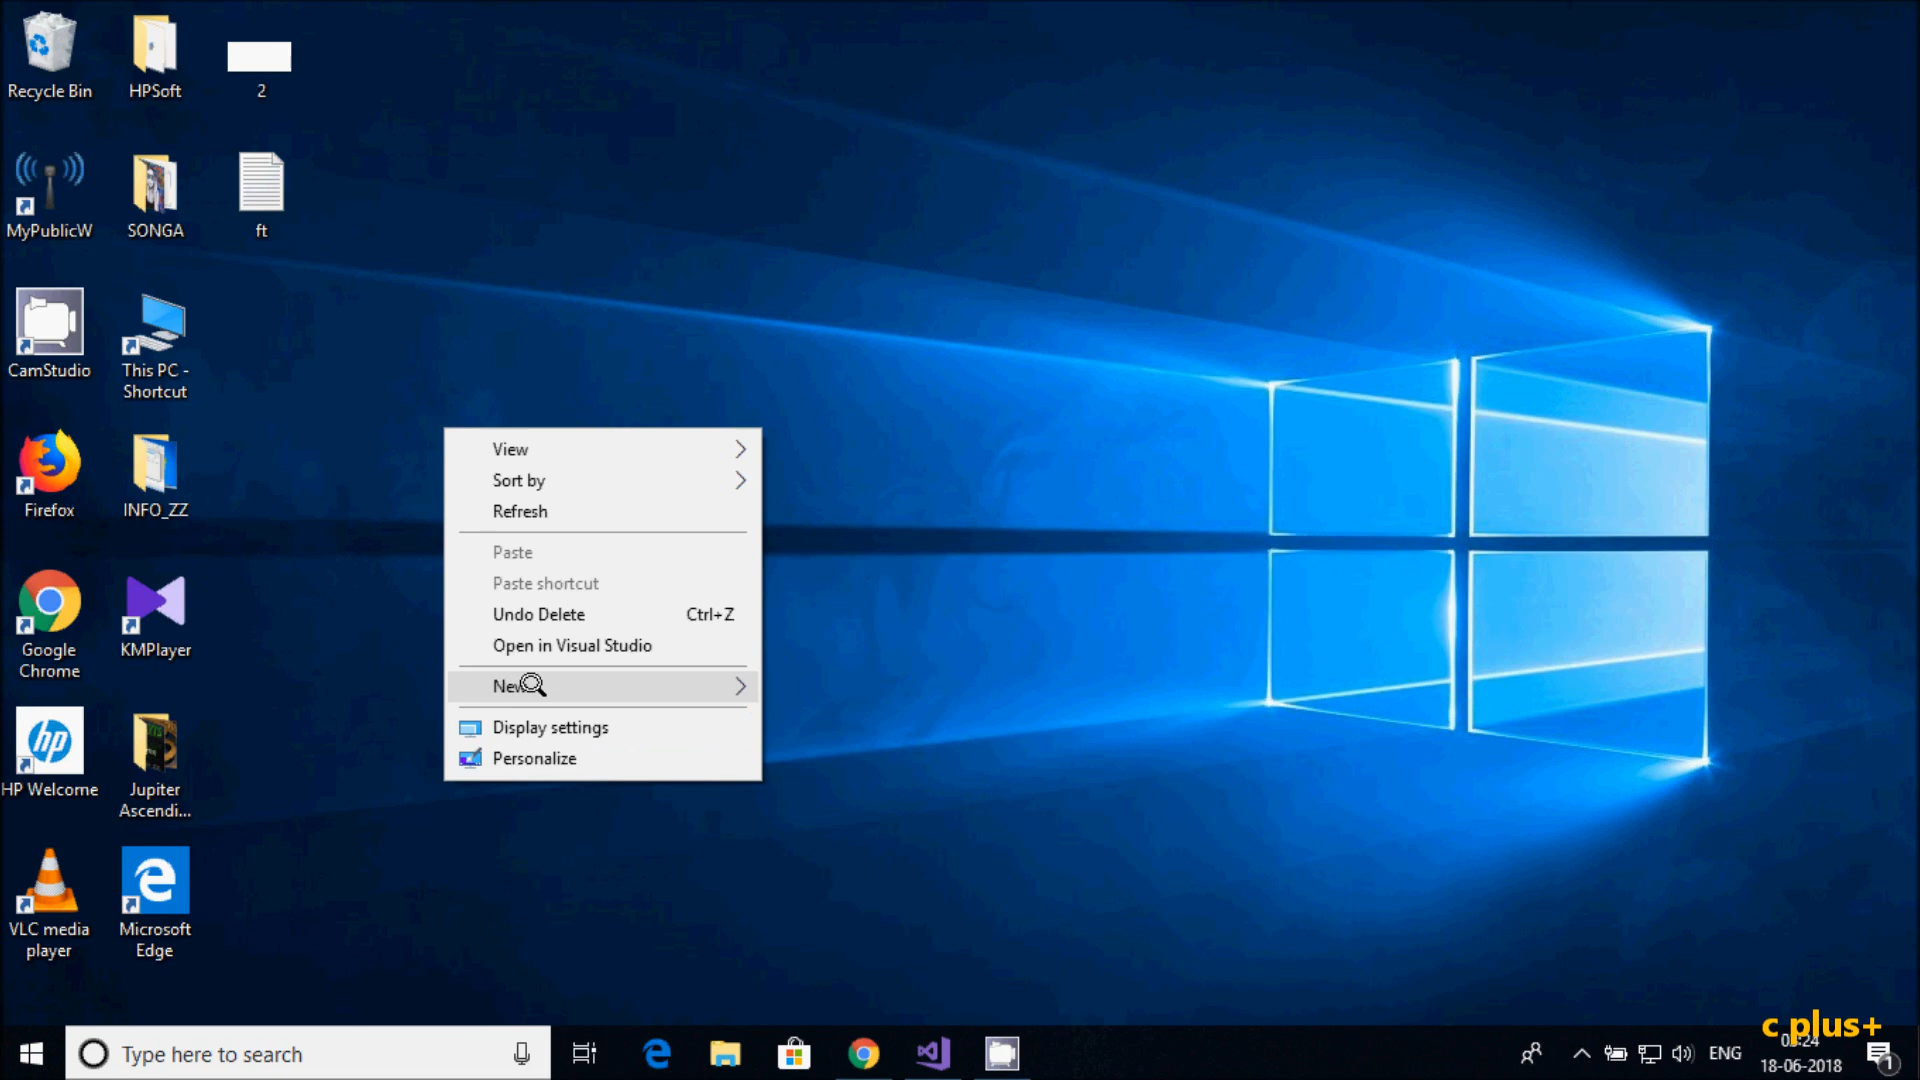 Recycle Bin
HPSoft
2
MyPublicW
SONGA
ft
CamStudio
This PC -
Shortcut
Firefox
INFO_ZZ
Google
Chrome
KMPlayer
hp
HP Welcome
Jupiter
Ascendi...
VLC media
player
Microsoft
Edge
View
Sort by
Refresh
Paste
Paste shortcut
Undo Delete Ctrl+Z
Open in Visual Studio
New
Display settings
Personalize
c plus+
Type here to search
ENG
18-06-2018
1